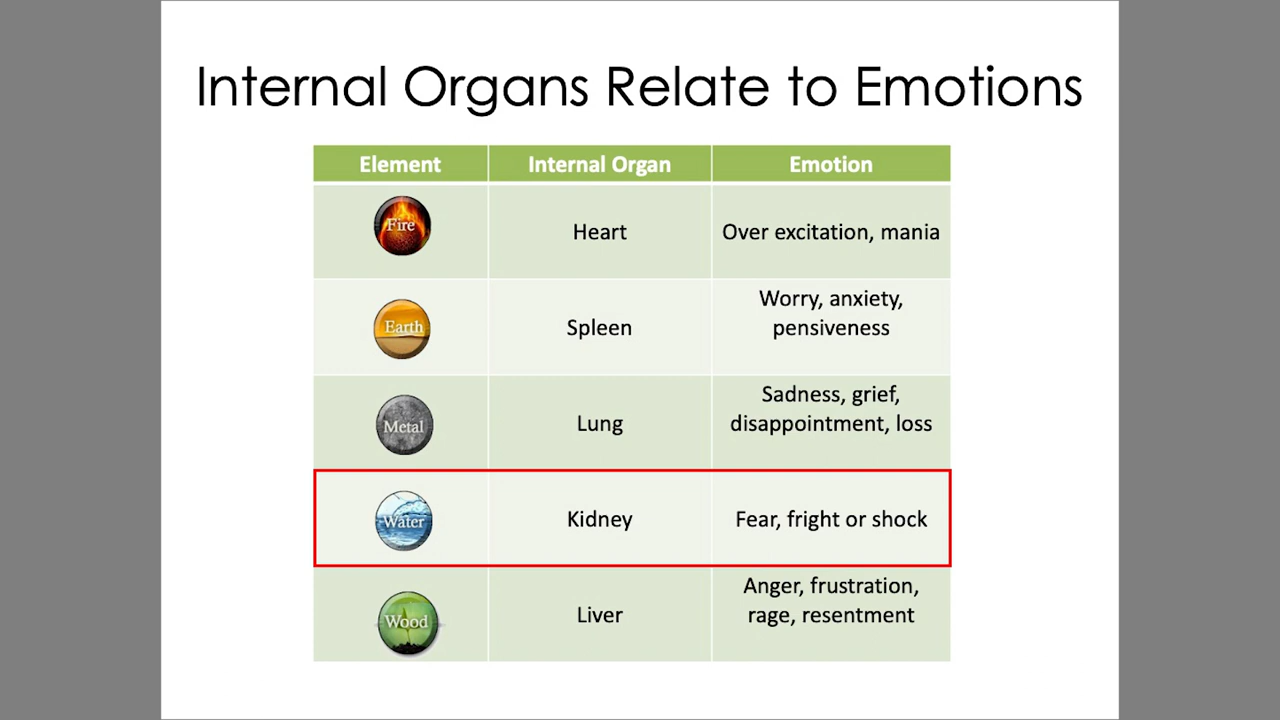 Internal Organs Relate to Emotions
Element Internal Organ Emotion
Fire Heart Over excitation, mania
Earth Spleen Worry, anxiety,
pensiveness
Metal Lung Sadness, grief,
disappointment, loss
Water Kidney Fear, fright or shock
Wood Liver Anger, frustration,
rage, resentment